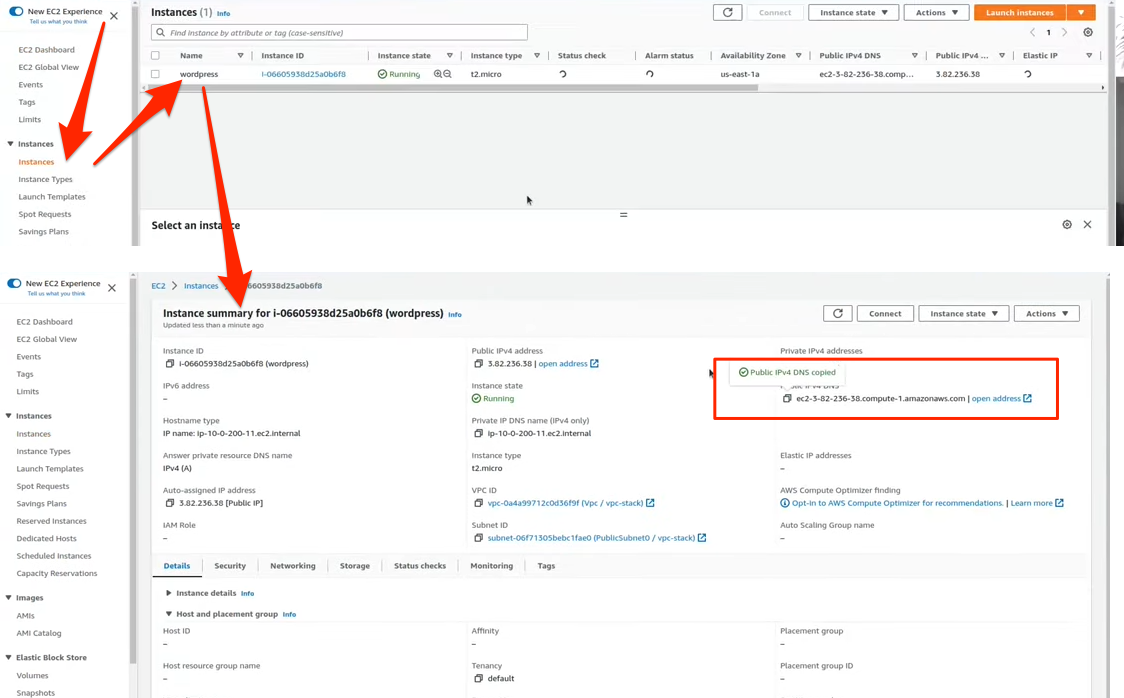 New EC2 Experience
Tell us what you think
EC2 Dashboard
EC2 Global View
Events
Tags
Limits
Instances
Instances
Instance Types
Launch Templates
Spot Requests
Savings Plans
Instances (1) Info
Connect
Instance state
Actions
Launch instances
Find instance by attribute or tag (case-sensitive)
1
Name Instance ID Instance state Instance type Status check Alarm status Availability Zone Public IPv4 DNS Public IPv4 ... Elastic IP
wordpress i-06605938d25a0b6f8 Running t2.micro us-east-1a ec2-3-82-236-38.comp... 3.82.236.38
Select an instance
New EC2 Experience
Tell us what you think
EC2 Dashboard
EC2 Global View
Events
Tags
Limits
Instances
Instances
Instance Types
Launch Templates
Spot Requests
Savings Plans
Reserved Instances
Dedicated Hosts
Scheduled Instances
Capacity Reservations
Images
AMIs
AMI Catalog
Elastic Block Store
Volumes
Snapshots
EC2 Instances 6605938d25a0b6f8
Instance summary for i-06605938d25a0b6f8 (wordpress) Info
Updated less than a minute ago
Connect
Instance state
Actions
Instance ID
i-06605938d25a0b6f8 (wordpress)
Public IPv4 address
3.82.236.38 | open address
Private IPv4 addresses
Public IPv4 DNS copied
IPv6 address
–
Instance state
Running
Public IPv4 DNS
ec2-3-82-236-38.compute-1.amazonaws.com | open address
Hostname type
IP name: ip-10-0-200-11.ec2.internal
Private IP DNS name (IPv4 only)
ip-10-0-200-11.ec2.internal
Answer private resource DNS name
IPv4 (A)
Instance type
t2.micro
Elastic IP addresses
–
Auto-assigned IP address
3.82.236.38 [Public IP]
VPC ID
vpc-0a4a99712c0d36f9f (Vpc / vpc-stack)
AWS Compute Optimizer finding
Opt-in to AWS Compute Optimizer for recommendations. | Learn more
IAM Role
–
Subnet ID
subnet-06f71305bebc1fae0 (PublicSubnet0 / vpc-stack)
Auto Scaling Group name
–
Details Security Networking Storage Status checks Monitoring Tags
Instance details Info
Host and placement group Info
Host ID
–
Affinity
–
Placement group
–
Host resource group name
–
Tenancy
default
Placement group ID
–